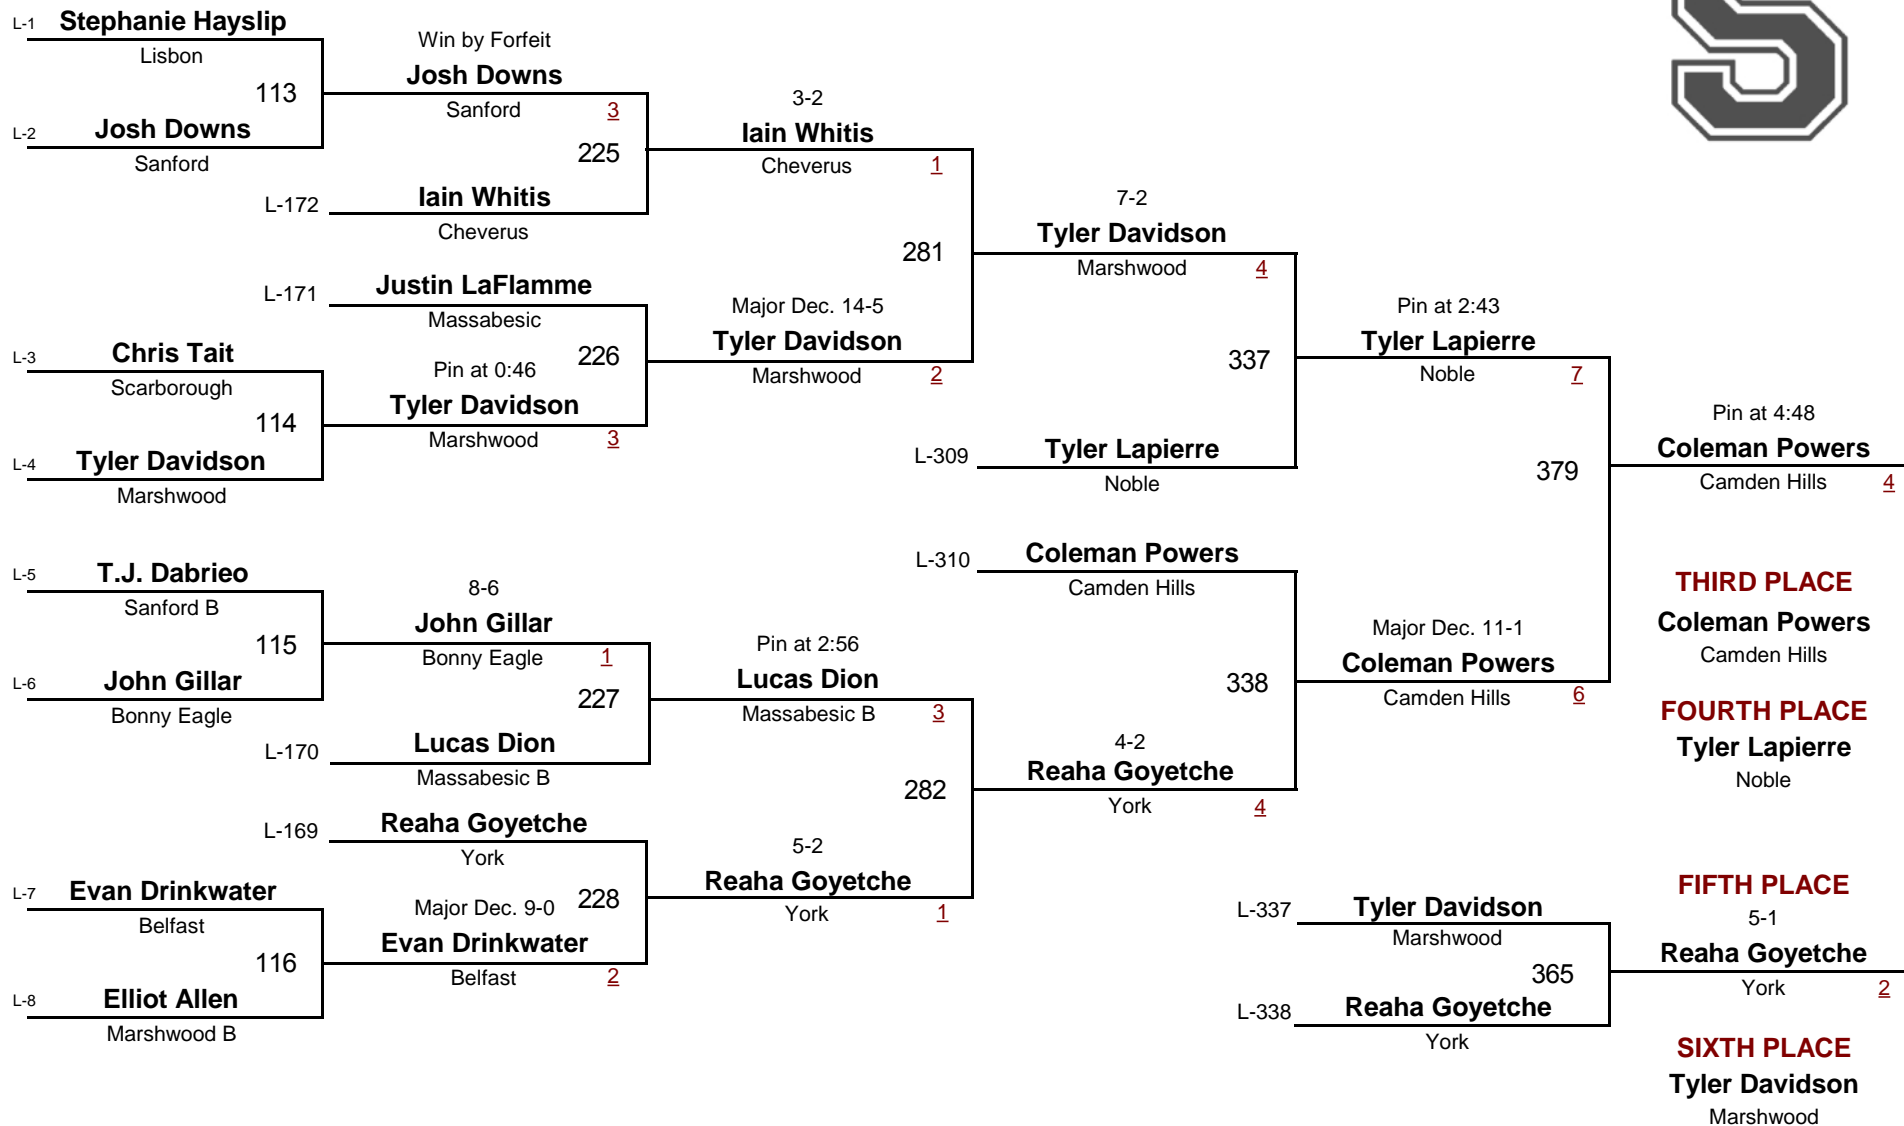 L-1 Stephanie Hayslip
Lisbon
113
L-2 Josh Downs
Sanford
Win by Forfeit
Josh Downs
Sanford 3
225
L-172 Iain Whitis
Cheverus
3-2
Iain Whitis
Cheverus 1
281
L-171 Justin LaFlamme
Massabesic
226
L-3 Chris Tait
Scarborough
114
L-4 Tyler Davidson
Marshwood
Pin at 0:46
Tyler Davidson
Marshwood 3
Major Dec. 14-5
Tyler Davidson
Marshwood 2
7-2
Tyler Davidson
Marshwood 4
337
L-309 Tyler Lapierre
Noble
Pin at 2:43
Tyler Lapierre
Noble 7
379
L-5 T.J. Dabrieo
Sanford B
115
L-6 John Gillar
Bonny Eagle
8-6
John Gillar
Bonny Eagle 1
227
L-170 Lucas Dion
Massabesic B
Pin at 2:56
Lucas Dion
Massabesic B 3
282
L-169 Reaha Goyetche
York
228
L-7 Evan Drinkwater
Belfast
116
L-8 Elliot Allen
Marshwood B
Major Dec. 9-0
Evan Drinkwater
Belfast 2
5-2
Reaha Goyetche
York 1
4-2
Reaha Goyetche
York 4
338
L-310 Coleman Powers
Camden Hills
Major Dec. 11-1
Coleman Powers
Camden Hills 6
Pin at 4:48
Coleman Powers
Camden Hills 4
THIRD PLACE
Coleman Powers
Camden Hills
FOURTH PLACE
Tyler Lapierre
Noble
L-337 Tyler Davidson
Marshwood
365
L-338 Reaha Goyetche
York
FIFTH PLACE
5-1
Reaha Goyetche
York 2
SIXTH PLACE
Tyler Davidson
Marshwood
S